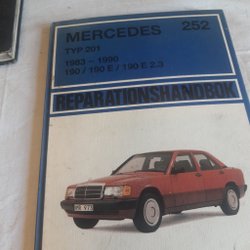 MERCEDES 252
TYP 201
1983 – 1990
190 / 190 E / 190 E 2.3
REPARATIONSHANDBOK